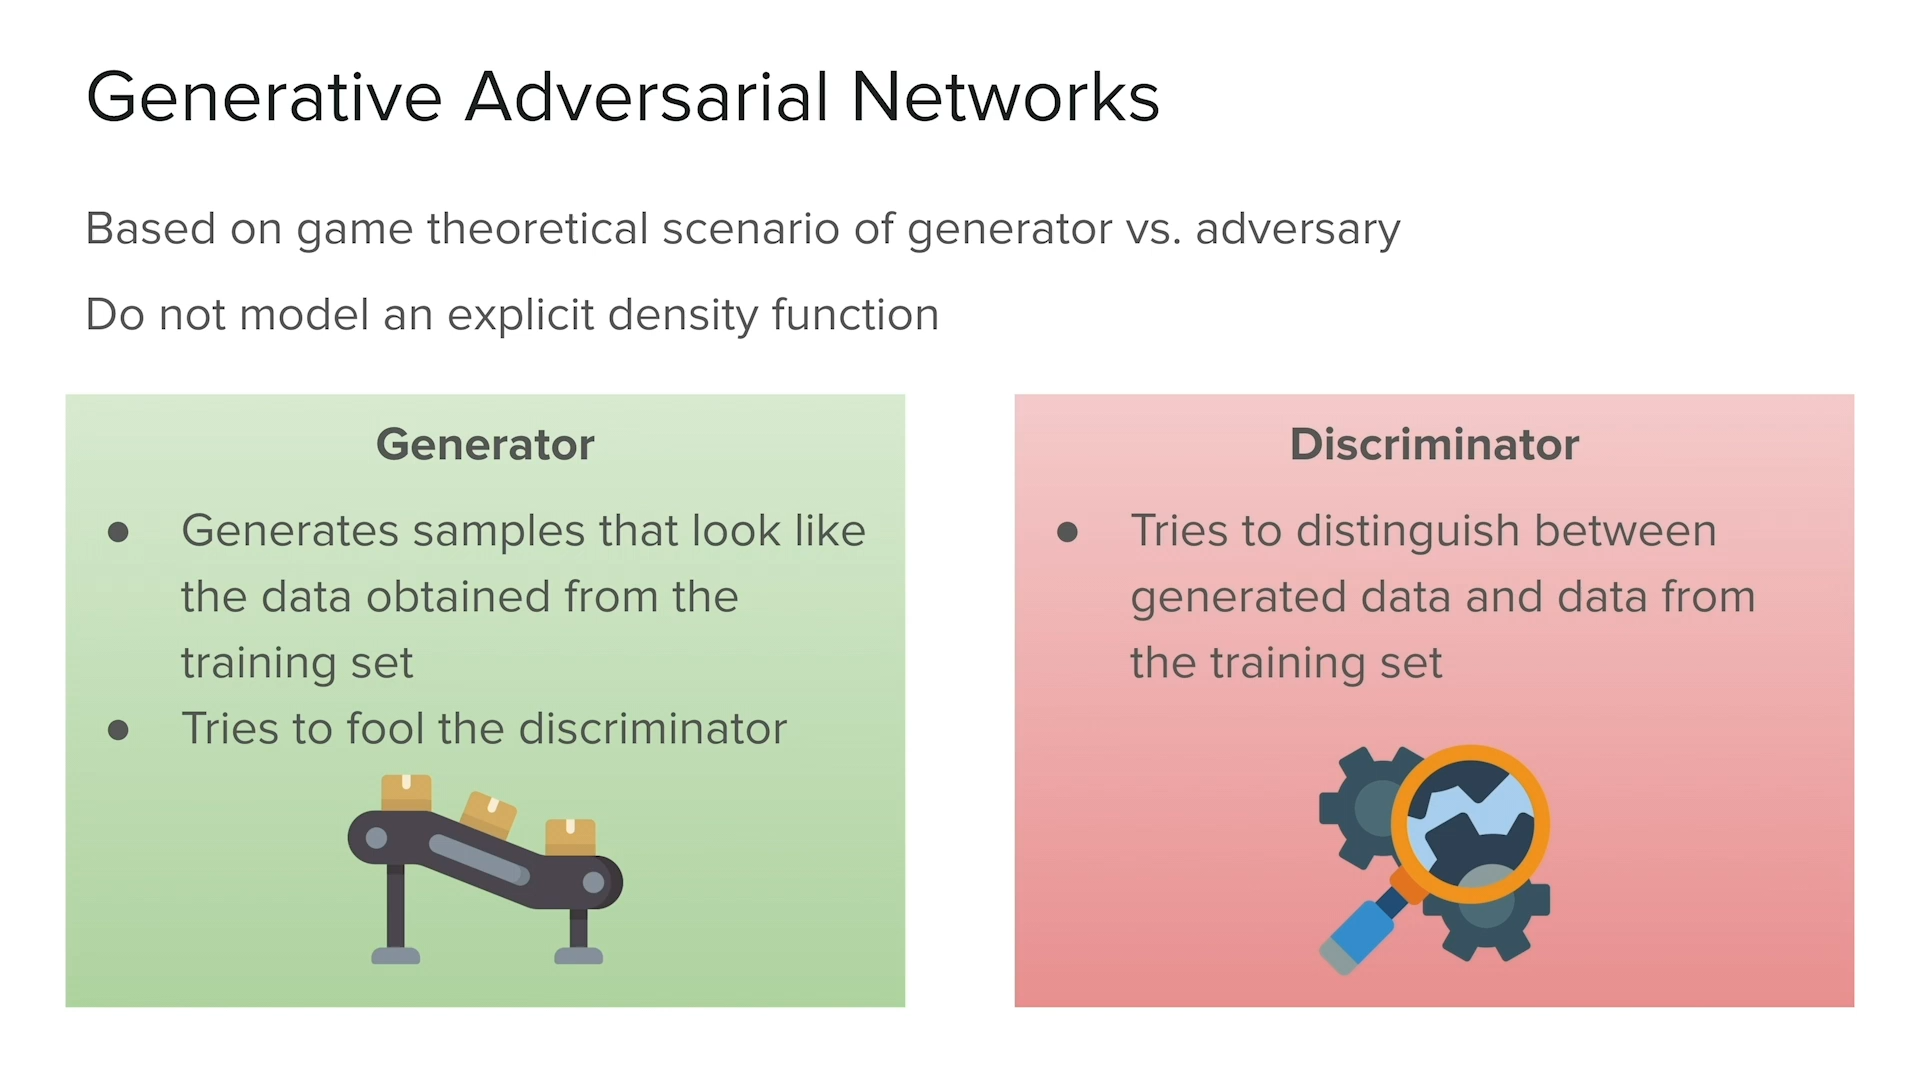 Generative Adversarial Networks
Based on game theoretical scenario of generator vs. adversary
Do not model an explicit density function
Generator
● Generates samples that look like
the data obtained from the
training set
● Tries to fool the discriminator
Discriminator
● Tries to distinguish between
generated data and data from
the training set